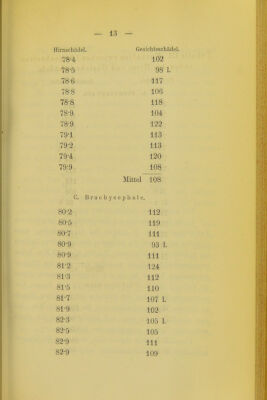 — 13 —
Hirnschädel. Gesichtsschädel.
78·4 102
78·5 98 l.
78·6 117
78·8 106
78·8 118
78·9 104
78·9 122
79·1 113
79·2 113
79·4 120
79·9 108
Mittel 108
C. Brachycephale.
80·2 112
80·5 119
80·7 111
80·9 93 l.
80·9 111
81·2 124
81·3 112
81·5 110
81·7 107 l.
81·9 102
82·3 105 l.
82·5 105
82·9 111
82·9 109